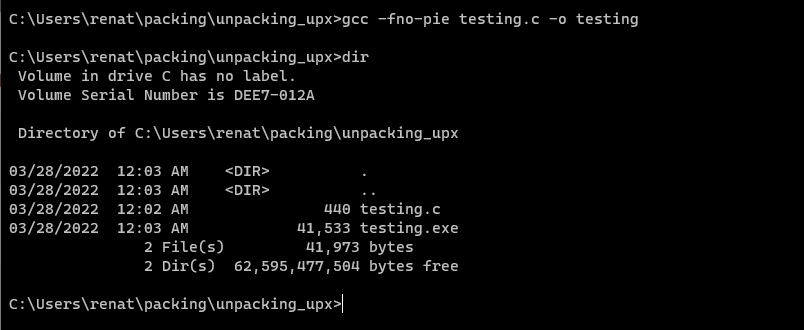 C:\Users\renat\packing\unpacking_upx>gcc -fno-pie testing.c -o testing
C:\Users\renat\packing\unpacking_upx>dir
 Volume in drive C has no label.
 Volume Serial Number is DEE7-012A
 Directory of C:\Users\renat\packing\unpacking_upx
03/28/2022  12:03 AM    <DIR>          .
03/28/2022  12:03 AM    <DIR>          ..
03/28/2022  12:02 AM               440 testing.c
03/28/2022  12:03 AM            41,533 testing.exe
               2 File(s)         41,973 bytes
               2 Dir(s)  62,595,477,504 bytes free
C:\Users\renat\packing\unpacking_upx>